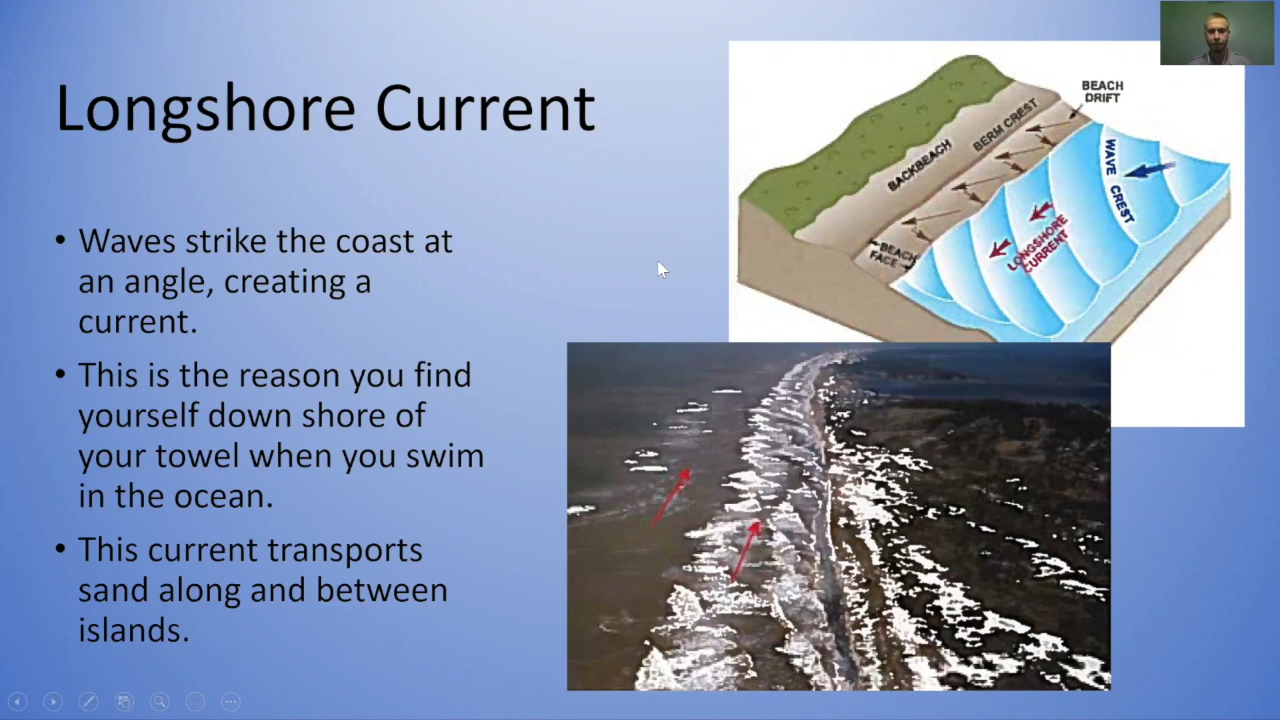 Longshore Current
• Waves strike the coast at
an angle, creating a
current.
• This is the reason you find
yourself down shore of
your towel when you swim
in the ocean.
• This current transports
sand along and between
islands.
BEACH
DRIFT
BERM CREST
BACKBEACH
WAVE CREST
LONGSHORE
CURRENT
BEACH
FACE